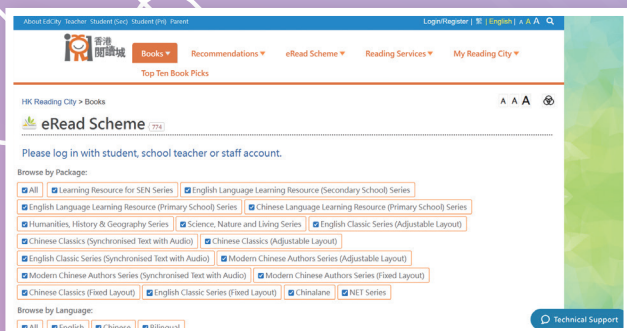 About EdCity Teacher Student (Sec) Student (Pri) Parent
Login/Register | 繁 | English | A A A
香港
閱讀城
Books Recommendations eRead Scheme Reading Services My Reading City
Top Ten Book Picks
HK Reading City > Books
A A A
eRead Scheme (774)
Please log in with student, school teacher or staff account.
Browse by Package:
All Learning Resource for SEN Series English Language Learning Resource (Secondary School) Series
English Language Learning Resource (Primary School) Series Chinese Language Learning Resource (Primary School) Series
Humanities, History & Geography Series Science, Nature and Living Series English Classic Series (Adjustable Layout)
Chinese Classics (Synchronised Text with Audio) Chinese Classics (Adjustable Layout)
English Classic Series (Synchronised Text with Audio) Modern Chinese Authors Series (Adjustable Layout)
Modern Chinese Authors Series (Synchronised Text with Audio) Modern Chinese Authors Series (Fixed Layout)
Chinese Classics (Fixed Layout) English Classic Series (Fixed Layout) Chinalane NET Series
Browse by Language:
All English Chinese Bilingual
Technical Support